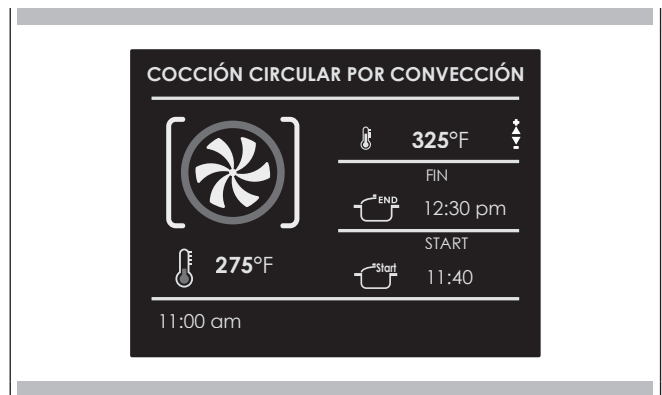 COCCIÓN CIRCULAR POR CONVECCIÓN
325°F
FIN
END
12:30 pm
START
Start
11:40
275°F
11:00 am